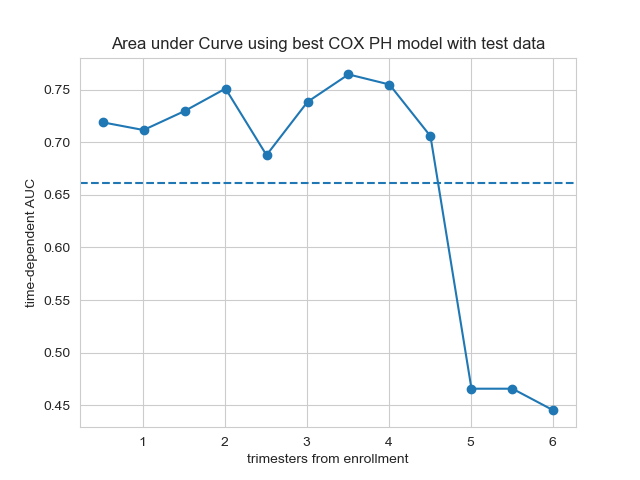 Area under Curve using best COX PH model with test data
time-dependent AUC
0.75
0.70
0.65
0.60
0.55
0.50
0.45
1 2 3 4 5 6
trimesters from enrollment